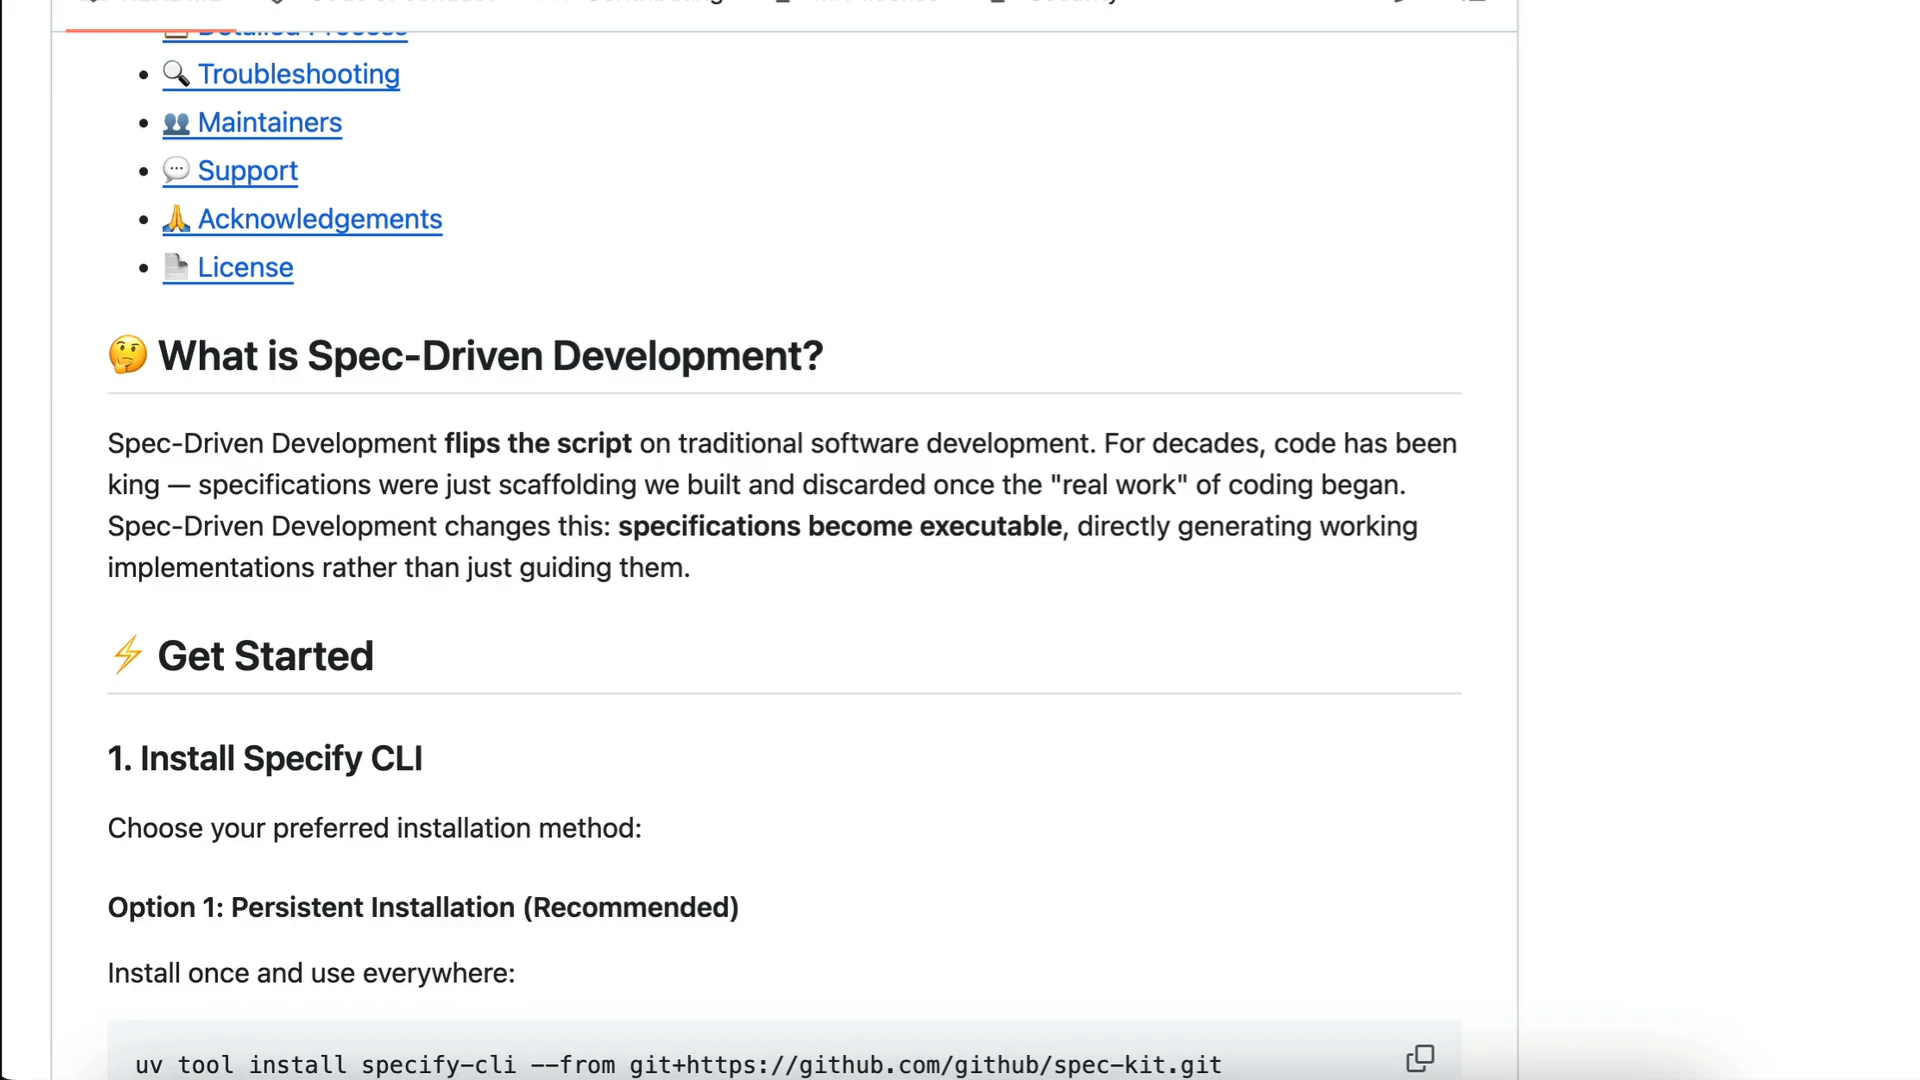 Detailed Process
Troubleshooting
Maintainers
Support
Acknowledgements
License
What is Spec-Driven Development?
Spec-Driven Development flips the script on traditional software development. For decades, code has been
king — specifications were just scaffolding we built and discarded once the "real work" of coding began.
Spec-Driven Development changes this: specifications become executable, directly generating working
implementations rather than just guiding them.
Get Started
1. Install Specify CLI
Choose your preferred installation method:
Option 1: Persistent Installation (Recommended)
Install once and use everywhere:
uv tool install specify-cli --from git+https://github.com/github/spec-kit.git